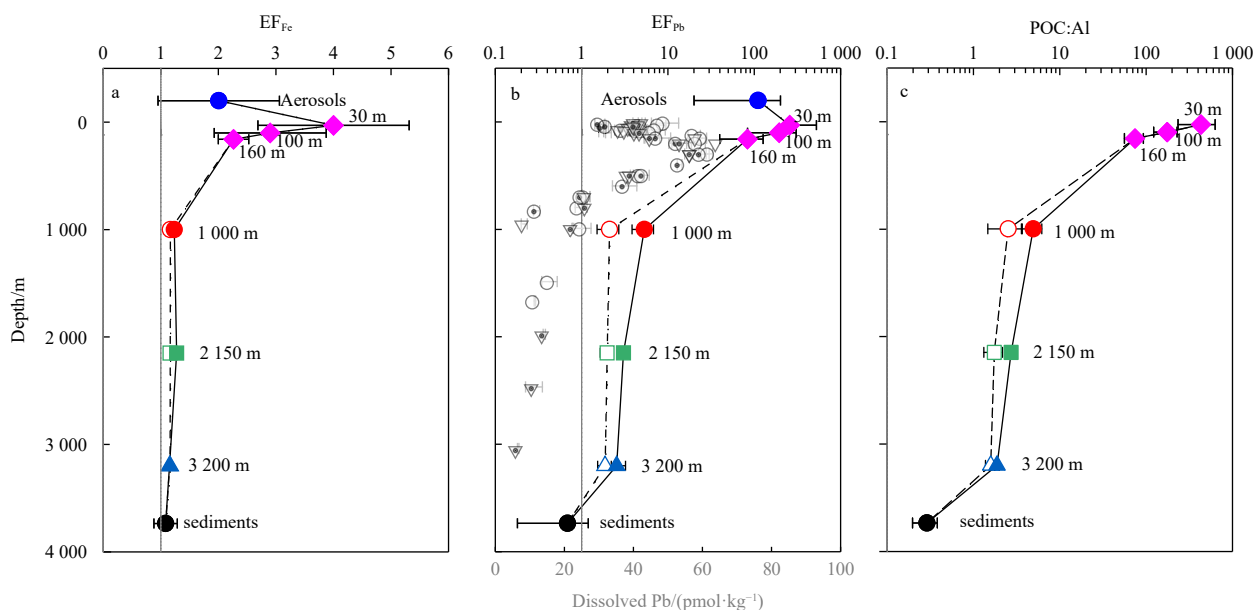 EF_Fe EF_Pb POC:Al
0 1 2 3 4 5 6 0.1 1 10 100 1 000 0.1 1 10 100 1 000
a Aerosols b Aerosols c
0 30 m 30 m 30 m
100 m 100 m 100 m
160 m 160 m 160 m
1 000 1 000 m 1 000 m 1 000 m
Depth/m
2 000 2 150 m 2 150 m 2 150 m
3 000 3 200 m 3 200 m 3 200 m
sediments sediments sediments
4 000
0 20 40 60 80 100
Dissolved Pb/(pmol·kg⁻¹)